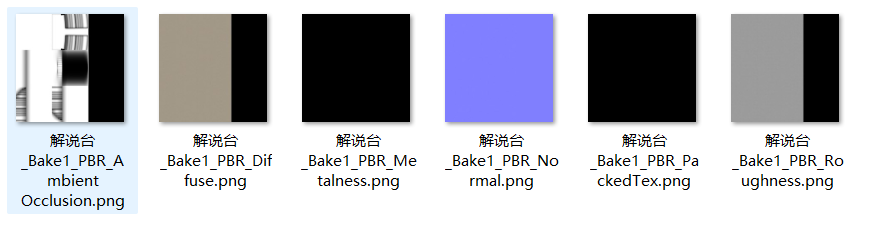 解说台
_Bake1_PBR_A
mbient
Occlusion.png
解说台
_Bake1_PBR_Dif
fuse.png
解说台
_Bake1_PBR_Me
talness.png
解说台
_Bake1_PBR_No
rmal.png
解说台
_Bake1_PBR_Pa
ckedTex.png
解说台
_Bake1_PBR_Ro
ughness.png